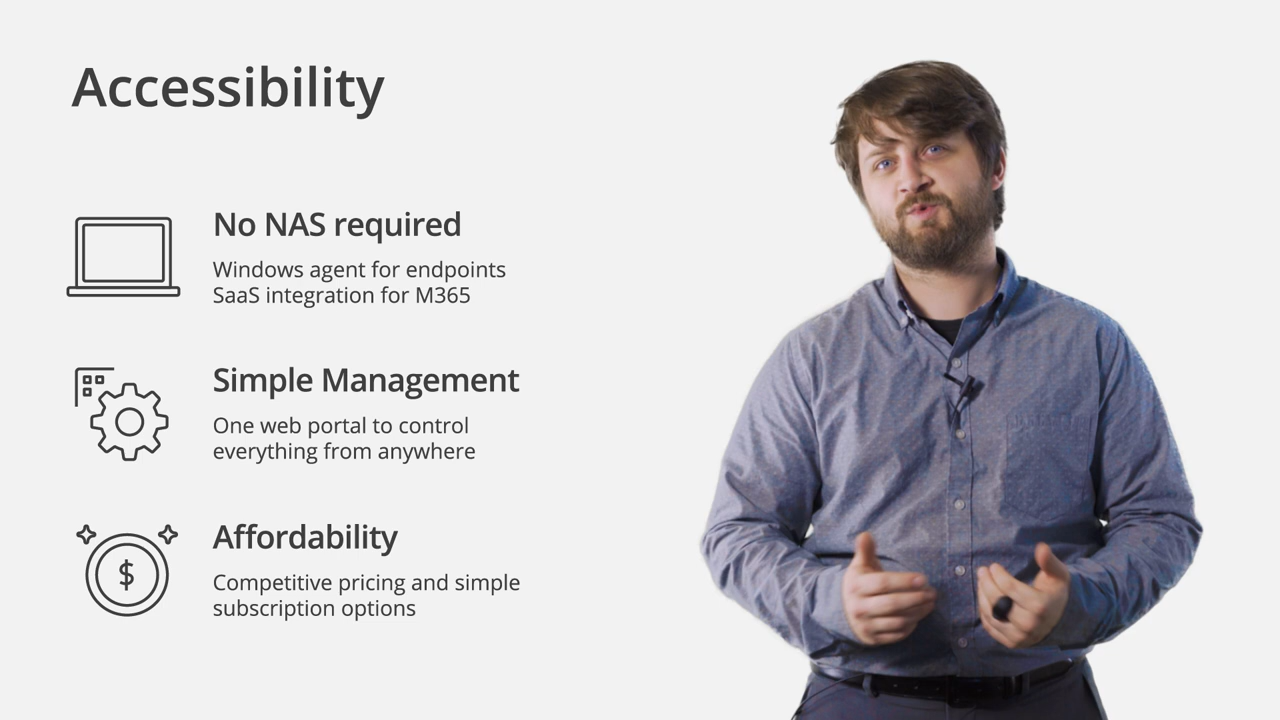 Accessibility
No NAS required
Windows agent for endpoints
SaaS integration for M365
Simple Management
One web portal to control
everything from anywhere
$
Affordability
Competitive pricing and simple
subscription options